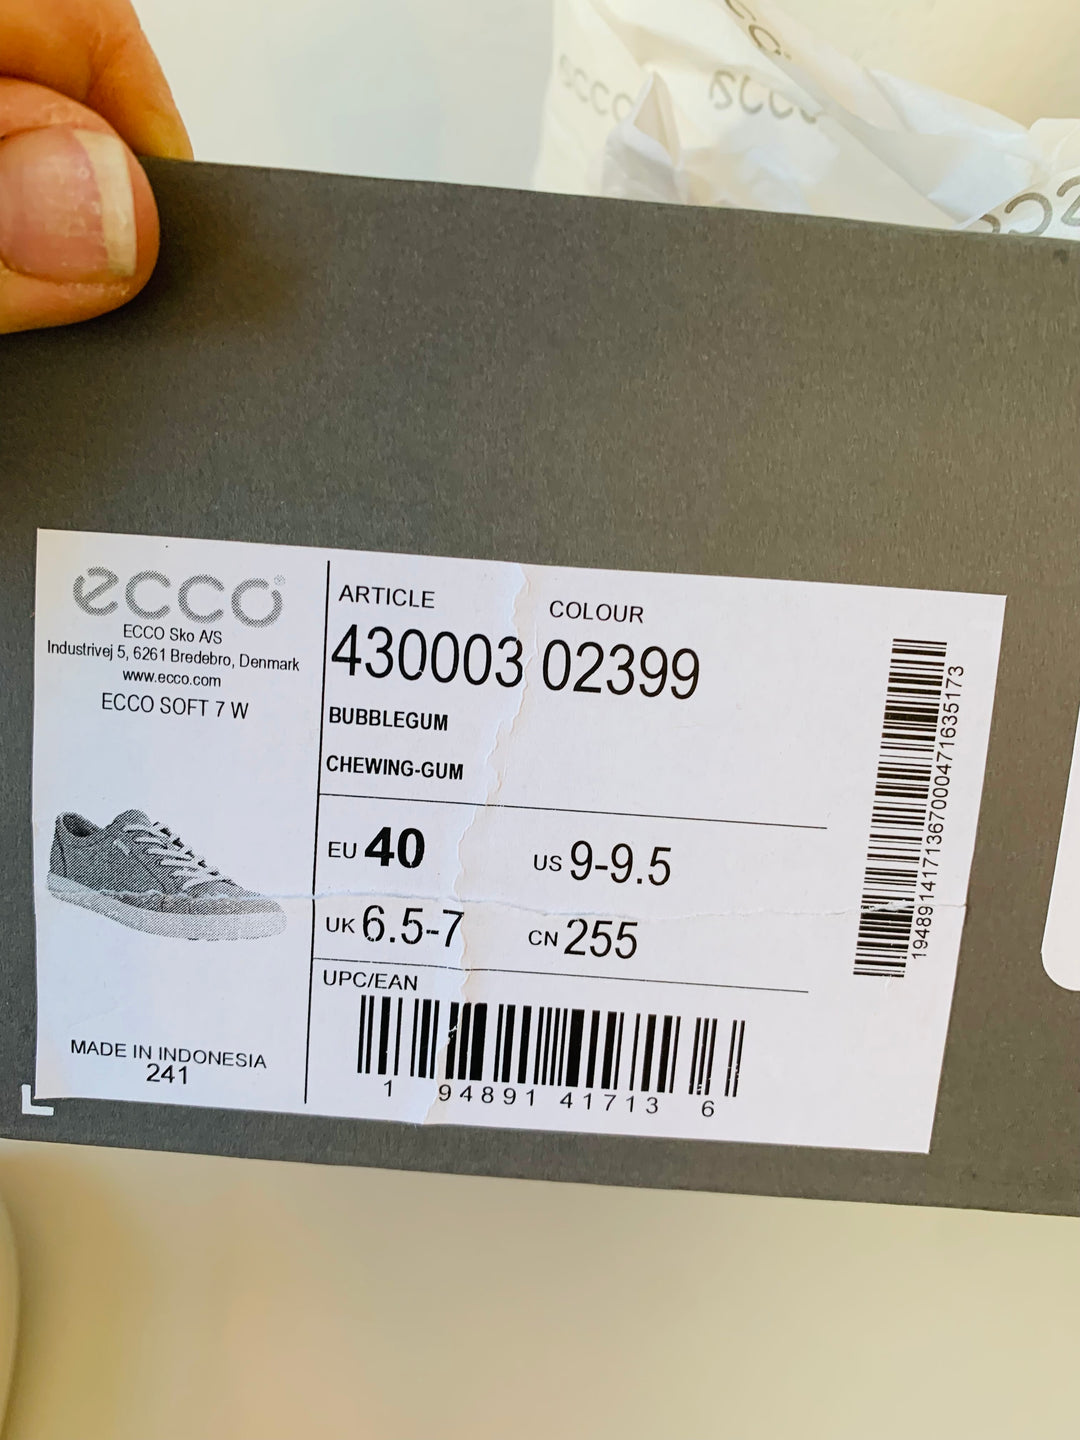 ecco
ecco
ecco®
ECCO Sko A/S
Industrivej 5, 6261 Bredebro, Denmark
www.ecco.com
ECCO SOFT 7 W
MADE IN INDONESIA
241
ARTICLE COLOUR
430003 02399
BUBBLEGUM
CHEWING-GUM
EU 40 US 9-9.5
UK 6.5-7 CN 255
UPC/EAN
1 94891 41713 6
1948914171367000471635173